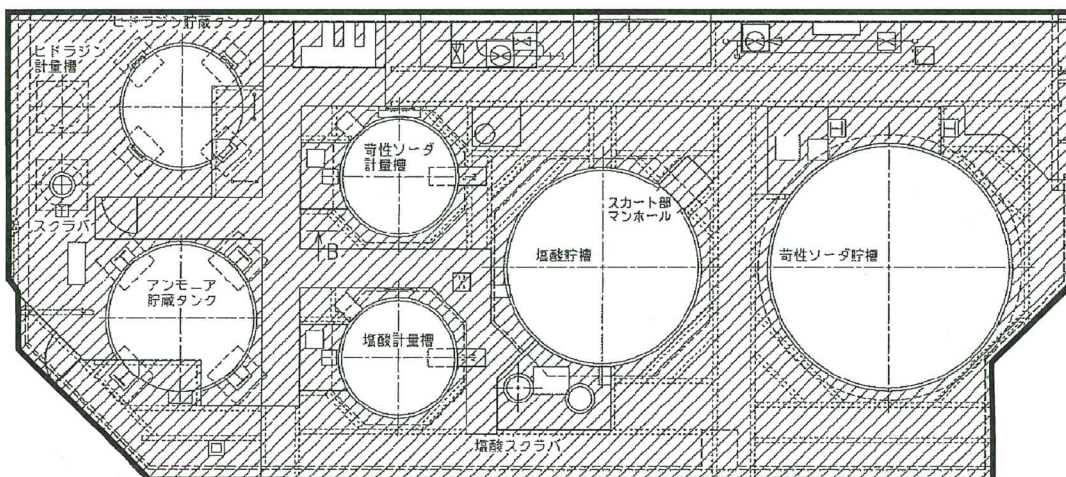 ヒドラジン貯蔵タンク
ヒドラジン
計量槽
スクラバ
アンモニア
貯蔵タンク
苛性ソーダ
計量槽
B
塩酸計量槽
塩酸貯槽
スカート部
マンホール
苛性ソーダ貯槽
塩酸スクラバ